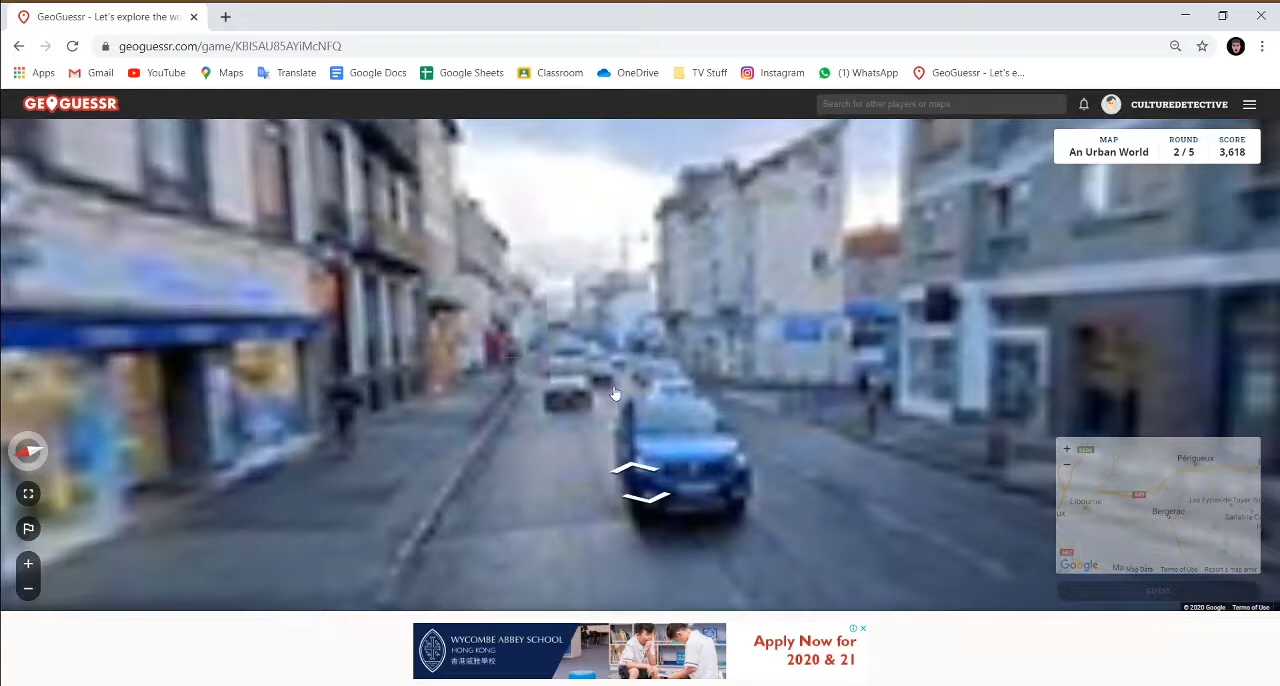 GeoGuessr - Let's explore the wo
geoguessr.com/game/KBISAU85AYiMcNFQ
Apps Gmail YouTube Maps Translate Google Docs Google Sheets Classroom OneDrive TV Stuff Instagram (1) WhatsApp GeoGuessr - Let's e...
GEOGUESSR
Search for other players or maps
CULTUREDETECTIVE
MAP ROUND SCORE
An Urban World 2 / 5 3,618
Périgueux
Libourne
Bergerac
Google
Map Data Terms of Use Report a map error
GUESS
© 2020 Google Terms of Use
WYCOMBE ABBEY SCHOOL
HONG KONG
香港威雅學校
Apply Now for
2020 & 21